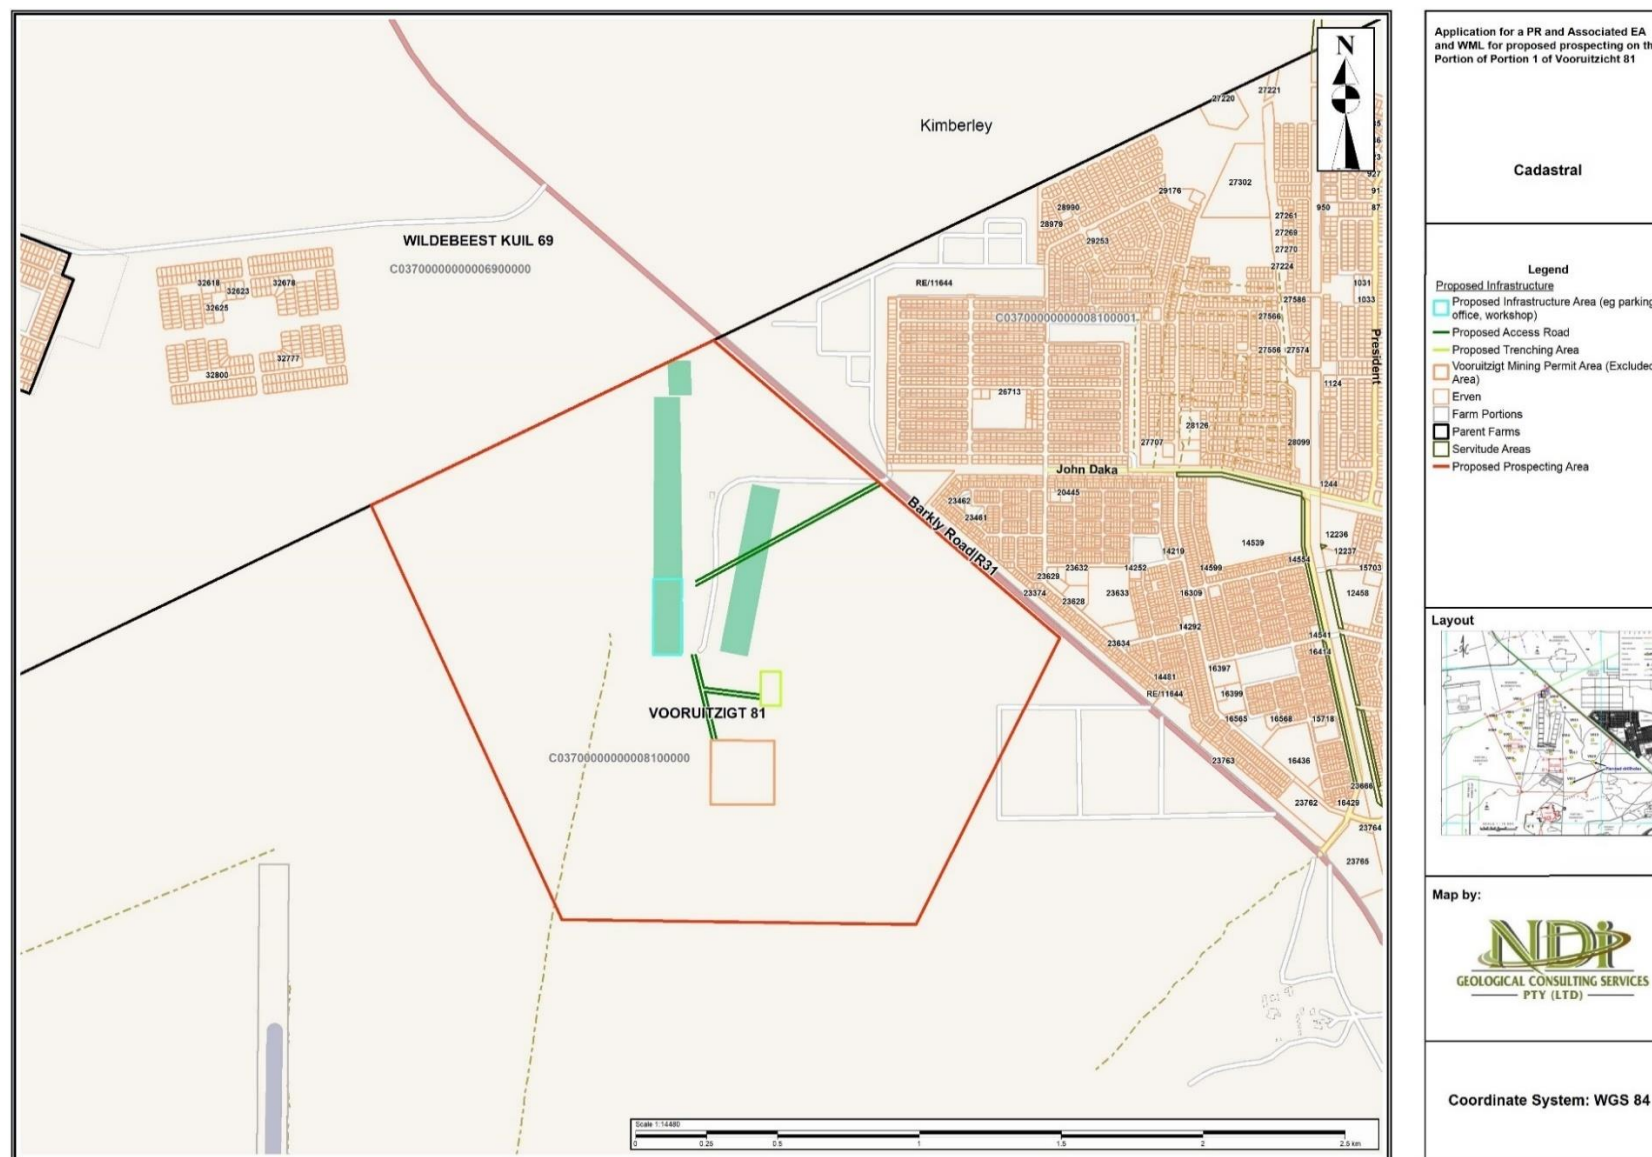 N
Kimberley
WILDEBEEST KUIL 69
C03700000000006900000
32618
32623
32678
32625
32777
32800
27220
27221
27302
29176
28990
28979
29253
27261
27269
27270
27224
950
927
91
87
RE/11644
C03700000000008100001
1031
1033
27586
27566
27556
27574
President
1124
26713
28126
27707
28099
John Daka
1244
20445
23462
23461
Barkly Road|R31
14219
14539
12236
12237
14554
15703
23632
14252
14599
23629
23374
23628
23633
16309
12458
14292
23634
14541
16414
16397
14481
RE/11644
16399
16565
16568
15718
VOORUITZIGT 81
C03700000000008100000
23763
16436
23762
16429
23666
23764
23765
Scale 1:14480
0 0.25 0.5 1 1.5 2 2.5 km
Application for a PR and Associated EA
and WML for proposed prospecting on th
Portion of Portion 1 of Vooruitzicht 81
Cadastral
Legend
Proposed Infrastructure
Proposed Infrastructure Area (eg parking
office, workshop)
Proposed Access Road
Proposed Trenching Area
Vooruitzigt Mining Permit Area (Excluded
Area)
Erven
Farm Portions
Parent Farms
Servitude Areas
Proposed Prospecting Area
Layout
Map by:
NDi
GEOLOGICAL CONSULTING SERVICES
PTY (LTD)
Coordinate System: WGS 84